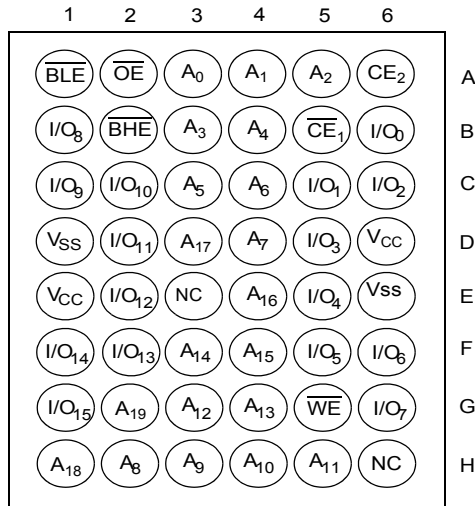 1 2 3 4 5 6
BLE OE A0 A1 A2 CE2 A
I/O8 BHE A3 A4 CE1 I/O0 B
I/O9 I/O10 A5 A6 I/O1 I/O2 C
VSS I/O11 A17 A7 I/O3 VCC D
VCC I/O12 NC A16 I/O4 Vss E
I/O14 I/O13 A14 A15 I/O5 I/O6 F
I/O15 A19 A12 A13 WE I/O7 G
A18 A8 A9 A10 A11 NC H